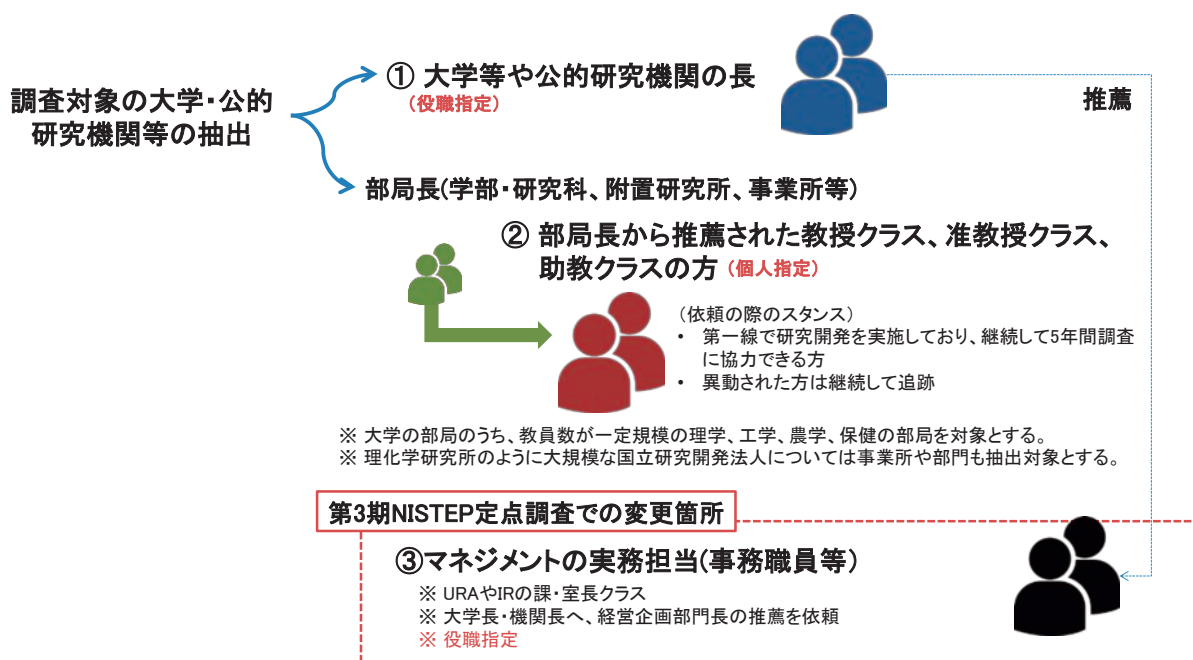 調査対象の大学・公的
研究機関等の抽出
① 大学等や公的研究機関の長
（役職指定）
推薦
部局長(学部・研究科、附置研究所、事業所等)
② 部局長から推薦された教授クラス、准教授クラス、
助教クラスの方（個人指定）
（依頼の際のスタンス）
• 第一線で研究開発を実施しており、継続して5年間調査
に協力できる方
• 異動された方は継続して追跡
※ 大学の部局のうち、教員数が一定規模の理学、工学、農学、保健の部局を対象とする。
※ 理化学研究所のように大規模な国立研究開発法人については事業所や部門も抽出対象とする。
第3期NISTEP定点調査での変更箇所
③マネジメントの実務担当(事務職員等)
※ URAやIRの課・室長クラス
※ 大学長・機関長へ、経営企画部門長の推薦を依頼
※ 役職指定